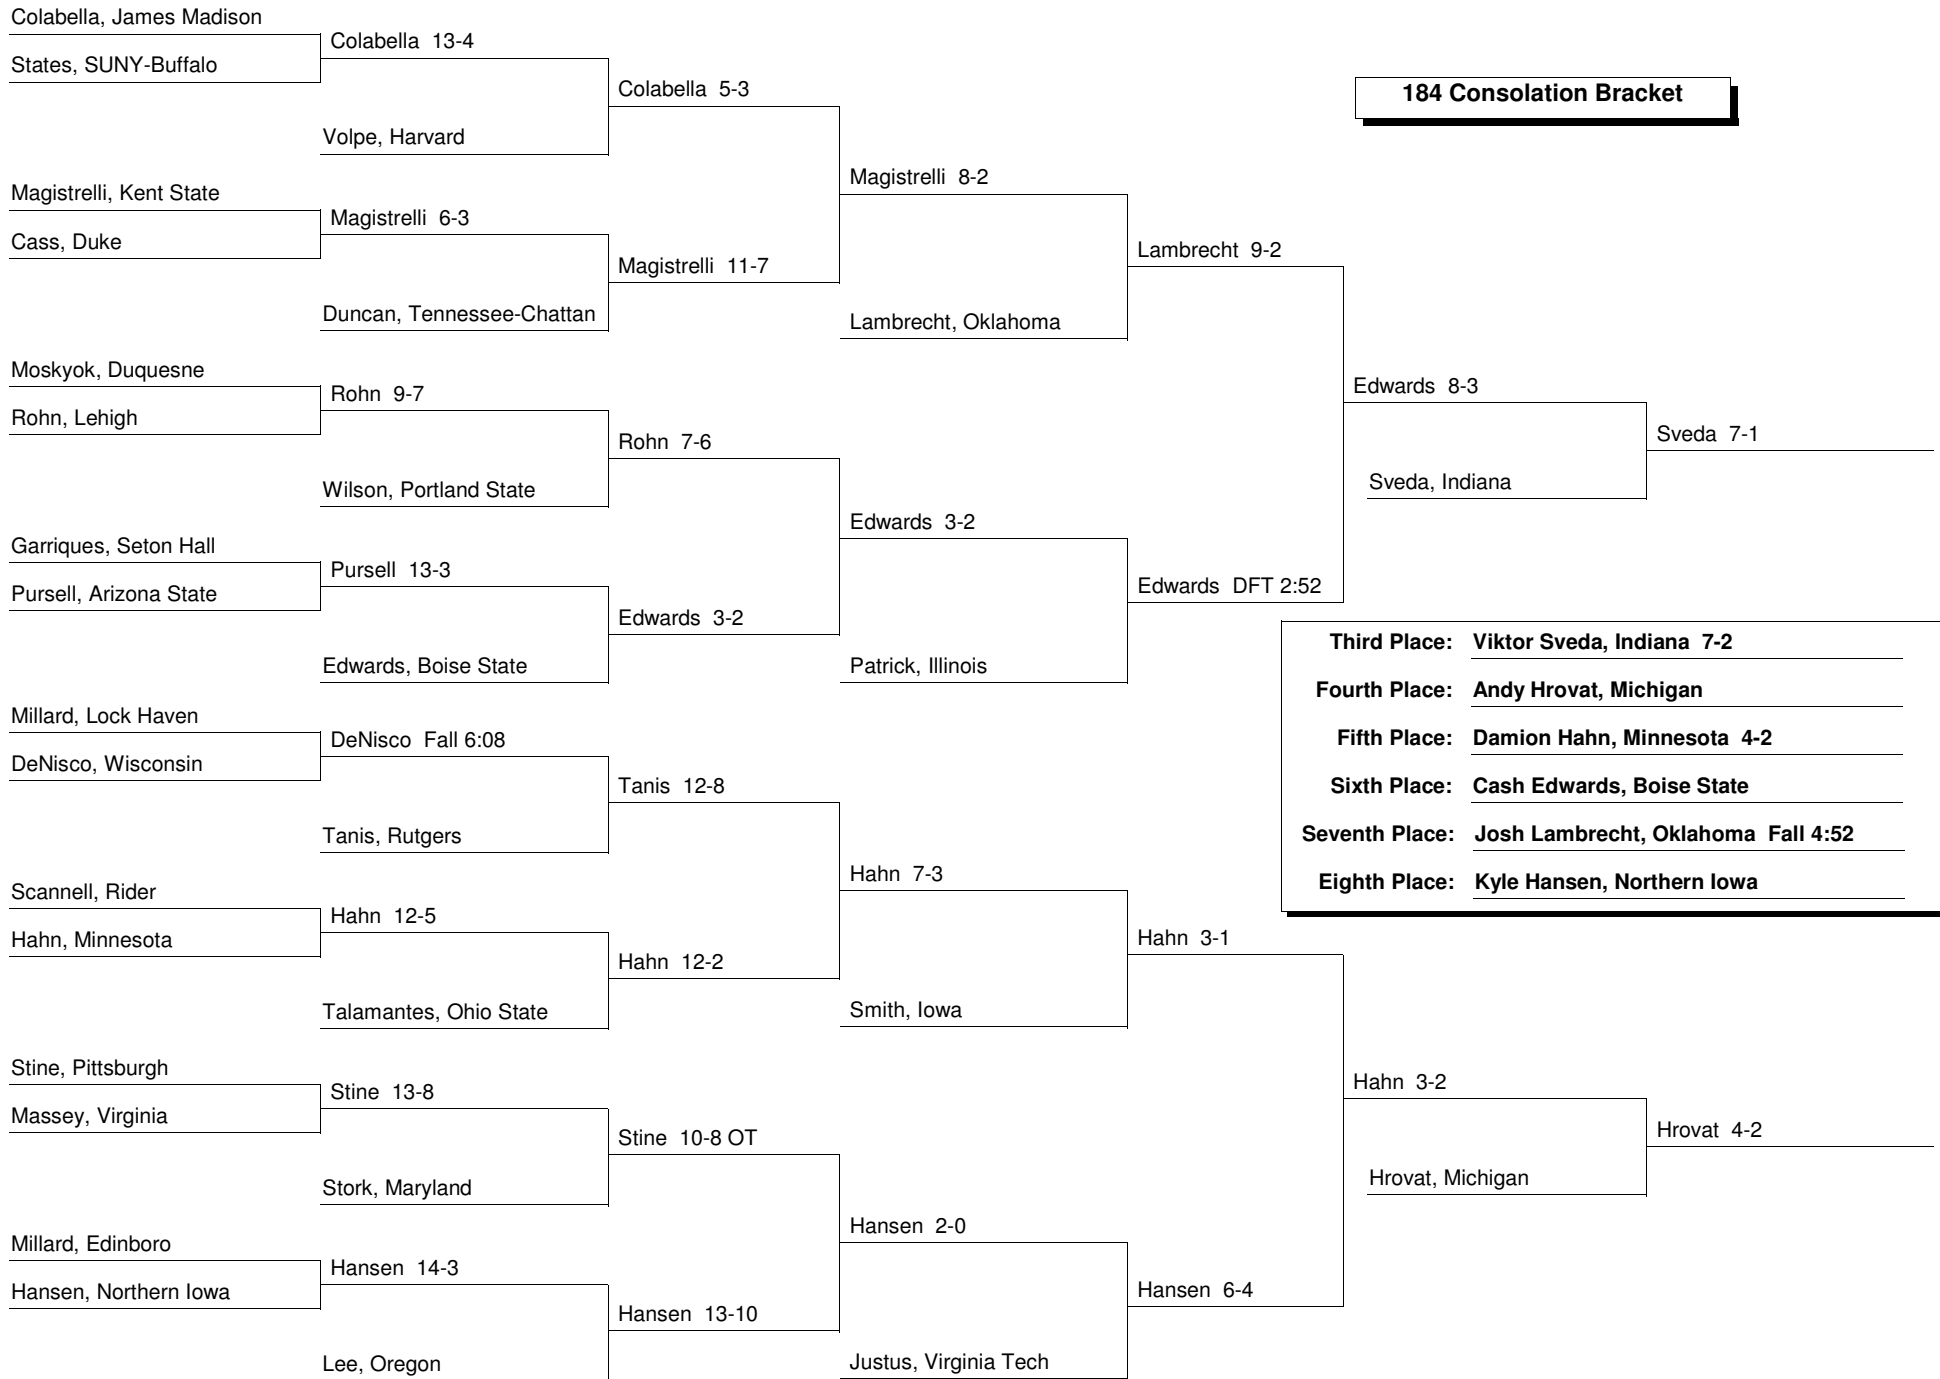 Colabella, James Madison
States, SUNY-Buffalo
Magistrelli, Kent State
Cass, Duke
Moskyok, Duquesne
Rohn, Lehigh
Garriques, Seton Hall
Pursell, Arizona State
Millard, Lock Haven
DeNisco, Wisconsin
Scannell, Rider
Hahn, Minnesota
Stine, Pittsburgh
Massey, Virginia
Millard, Edinboro
Hansen, Northern Iowa
Colabella 13-4
Volpe, Harvard
Magistrelli 6-3
Duncan, Tennessee-Chattan
Rohn 9-7
Wilson, Portland State
Pursell 13-3
Edwards, Boise State
DeNisco Fall 6:08
Tanis, Rutgers
Hahn 12-5
Talamantes, Ohio State
Stine 13-8
Stork, Maryland
Hansen 14-3
Lee, Oregon
Colabella 5-3
Magistrelli 11-7
Rohn 7-6
Edwards 3-2
Tanis 12-8
Hahn 12-2
Stine 10-8 OT
Hansen 13-10
Magistrelli 8-2
Lambrecht, Oklahoma
Edwards 3-2
Patrick, Illinois
Hahn 7-3
Smith, Iowa
Hansen 2-0
Justus, Virginia Tech
Lambrecht 9-2
Edwards DFT 2:52
Hahn 3-1
Hansen 6-4
Edwards 8-3
Sveda, Indiana
Hahn 3-2
Hrovat, Michigan
Sveda 7-1
Hrovat 4-2
184 Consolation Bracket
Third Place: Viktor Sveda, Indiana 7-2
Fourth Place: Andy Hrovat, Michigan
Fifth Place: Damion Hahn, Minnesota 4-2
Sixth Place: Cash Edwards, Boise State
Seventh Place: Josh Lambrecht, Oklahoma Fall 4:52
Eighth Place: Kyle Hansen, Northern Iowa